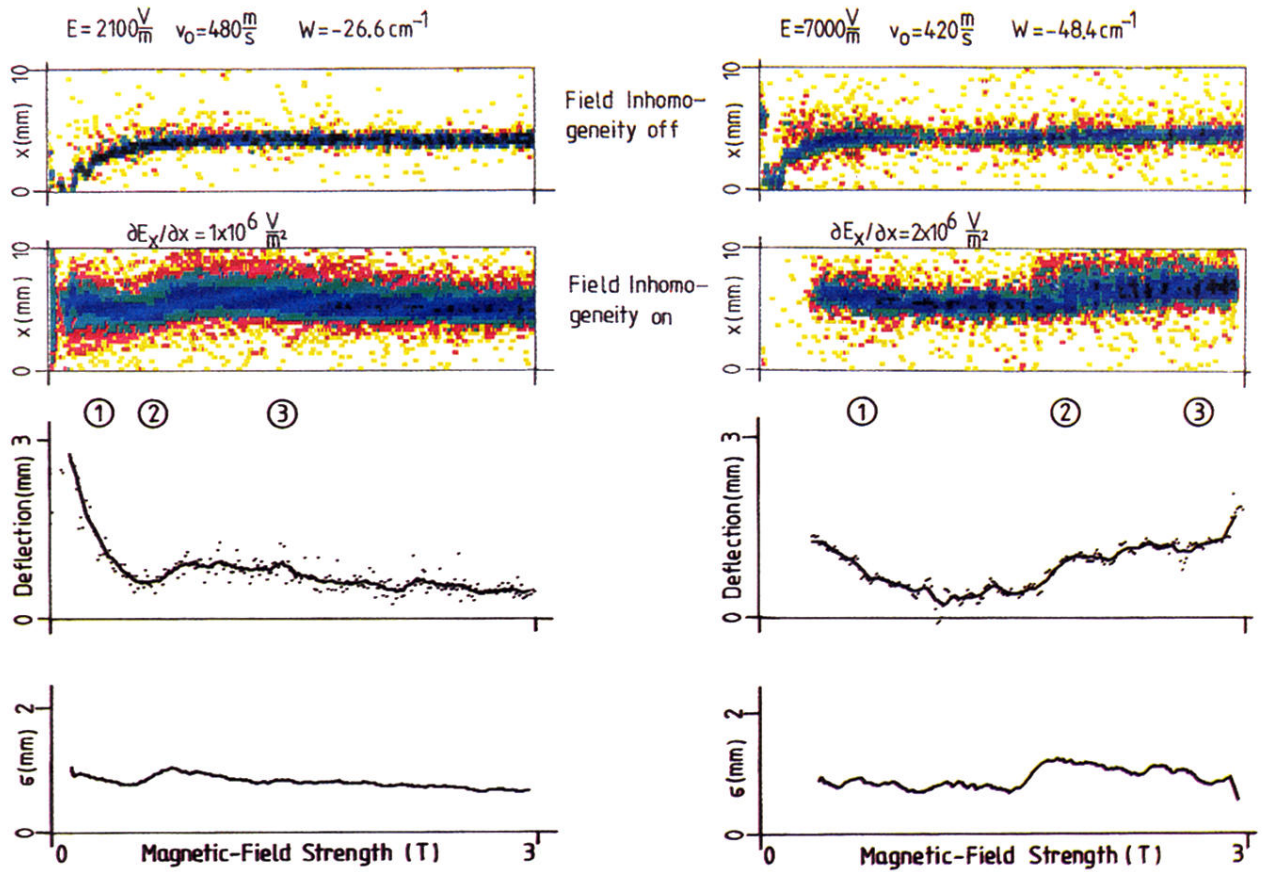 E = 2100 V/m v₀=480 m/s W=-26.6 cm⁻¹
E=7000 V/m v₀=420 m/s W=-48.4 cm⁻¹
10
x (mm)
0
Field Inhomo-
geneity off
10
x (mm)
0
∂Eₓ/∂x = 1x10⁶ V/m²
10
x (mm)
0
Field Inhomo-
geneity on
∂Eₓ/∂x=2x10⁶ V/m²
10
x (mm)
0
① ② ③
① ② ③
3
Deflection(mm)
0
3
Deflection(mm)
0
2
σ (mm)
0
2
σ (mm)
0
0 Magnetic-Field Strength (T) 3
0 Magnetic-Field Strength (T) 3